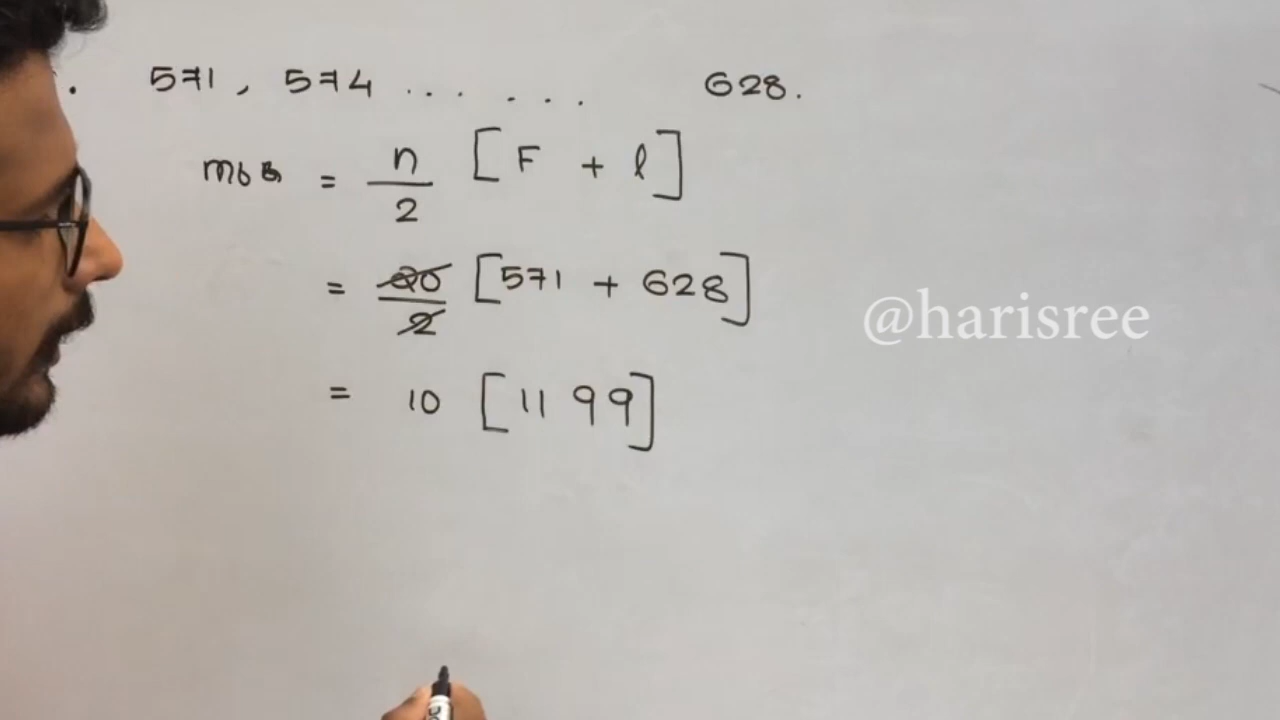 571, 574 ... ... 628.
തുക = n/2 [F + l]
= 20/2 [571 + 628]
= 10 [1199]
@harisree